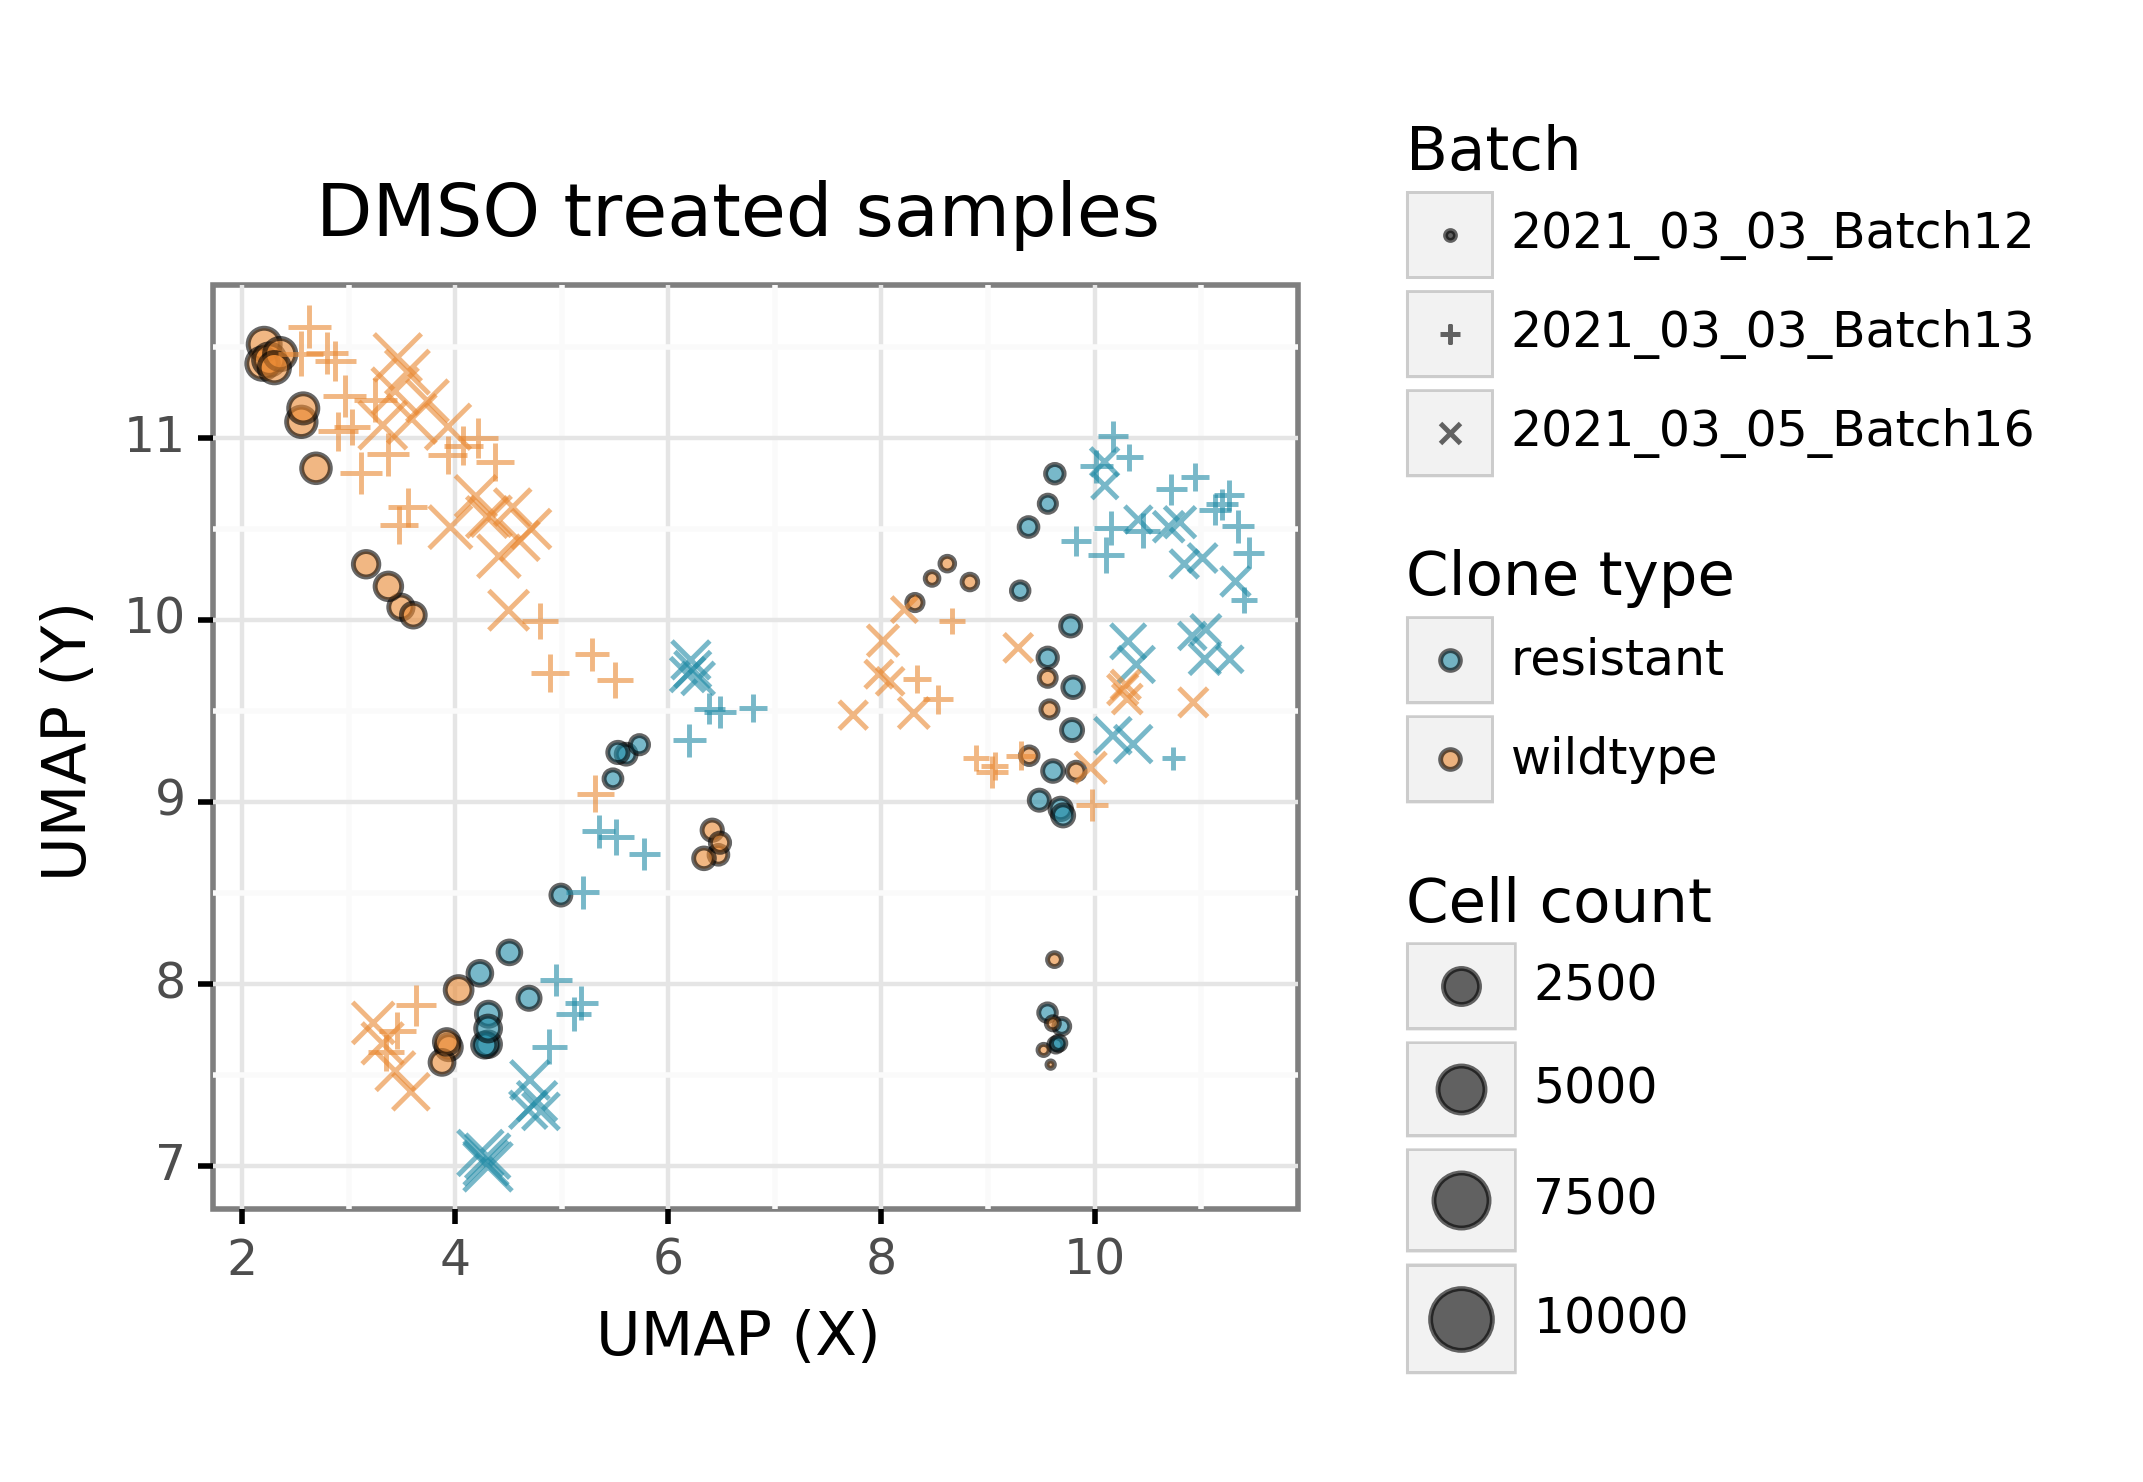 DMSO treated samples
UMAP (Y)
11
10
9
8
7
2 4 6 8 10
UMAP (X)
Batch
2021_03_03_Batch12
2021_03_03_Batch13
2021_03_05_Batch16
Clone type
resistant
wildtype
Cell count
2500
5000
7500
10000